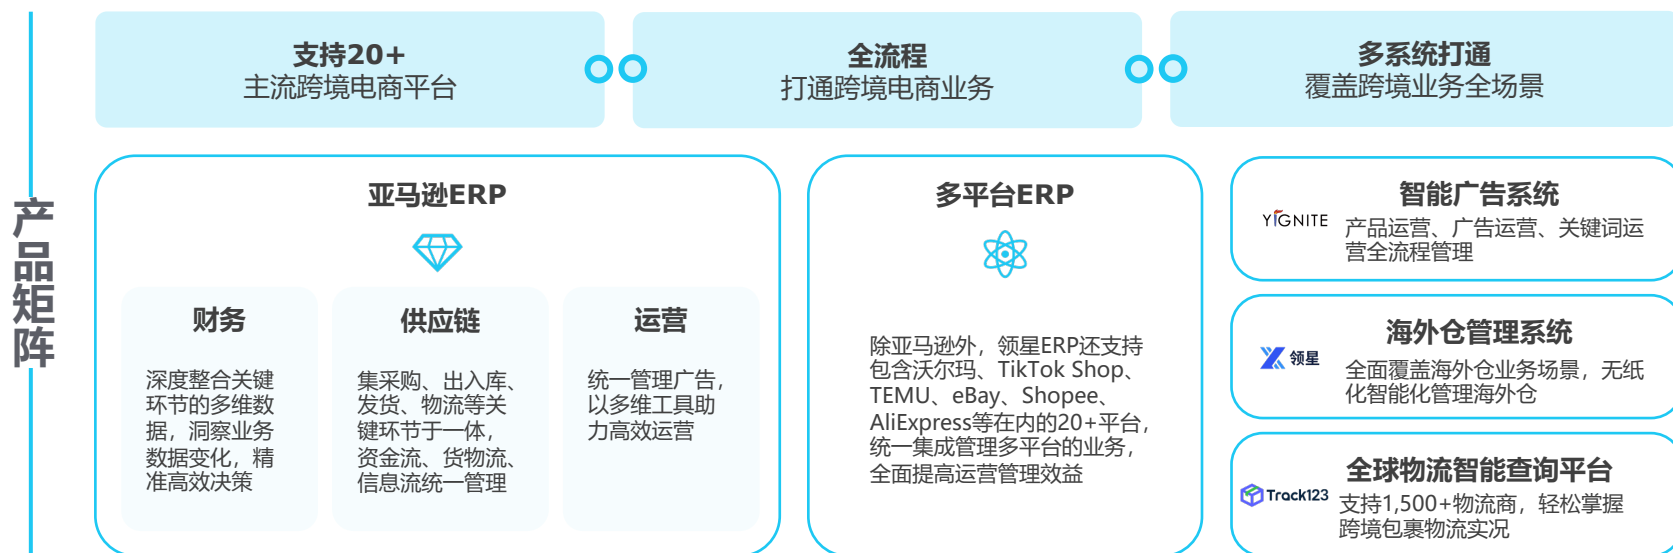 产品矩阵
支持20+
主流跨境电商平台
全流程
打通跨境电商业务
多系统打通
覆盖跨境业务全场景
亚马逊ERP
财务
深度整合关键
环节的多维数
据，洞察业务
数据变化，精
准高效决策
供应链
集采购、出入库、
发货、物流等关
键环节于一体，
资金流、货物流、
信息流统一管理
运营
统一管理广告，
以多维工具助
力高效运营
多平台ERP
除亚马逊外，领星ERP还支持
包含沃尔玛、TikTok Shop、
TEMU、eBay、Shopee、
AliExpress等在内的20+平台，
统一集成管理多平台的业务，
全面提高运营管理效益
YIGNITE
智能广告系统
产品运营、广告运营、关键词运
营全流程管理
领星
海外仓管理系统
全面覆盖海外仓业务场景，无纸
化智能化管理海外仓
Track123
全球物流智能查询平台
支持1,500+物流商，轻松掌握
跨境包裹物流实况